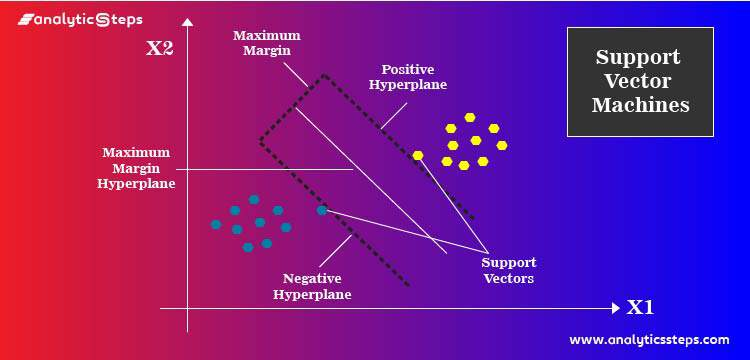 analyticSteps
X2
Maximum
Margin
Positive
Hyperplane
Support
Vector
Machines
Maximum
Margin
Hyperplane
Support
Vectors
Negative
Hyperplane
X1
www.analyticssteps.com